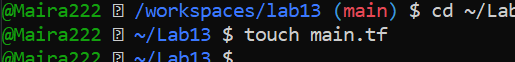 @Maira222 ▯ /workspaces/lab13 (main) $ cd ~/Lab
@Maira222 ▯ ~/Lab13 $ touch main.tf
@Maira222 ▯ ~/Lab13 $